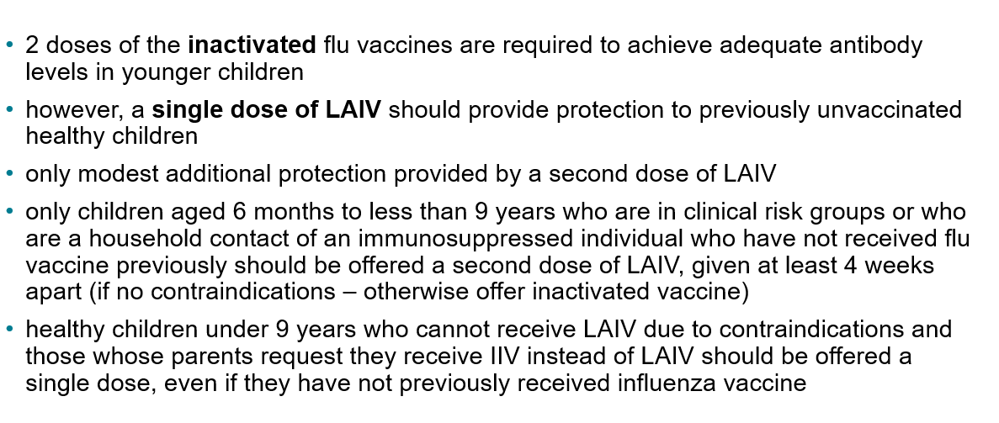 • 2 doses of the inactivated flu vaccines are required to achieve adequate antibody
levels in younger children
• however, a single dose of LAIV should provide protection to previously unvaccinated
healthy children
• only modest additional protection provided by a second dose of LAIV
• only children aged 6 months to less than 9 years who are in clinical risk groups or who
are a household contact of an immunosuppressed individual who have not received flu
vaccine previously should be offered a second dose of LAIV, given at least 4 weeks
apart (if no contraindications – otherwise offer inactivated vaccine)
• healthy children under 9 years who cannot receive LAIV due to contraindications and
those whose parents request they receive IIV instead of LAIV should be offered a
single dose, even if they have not previously received influenza vaccine